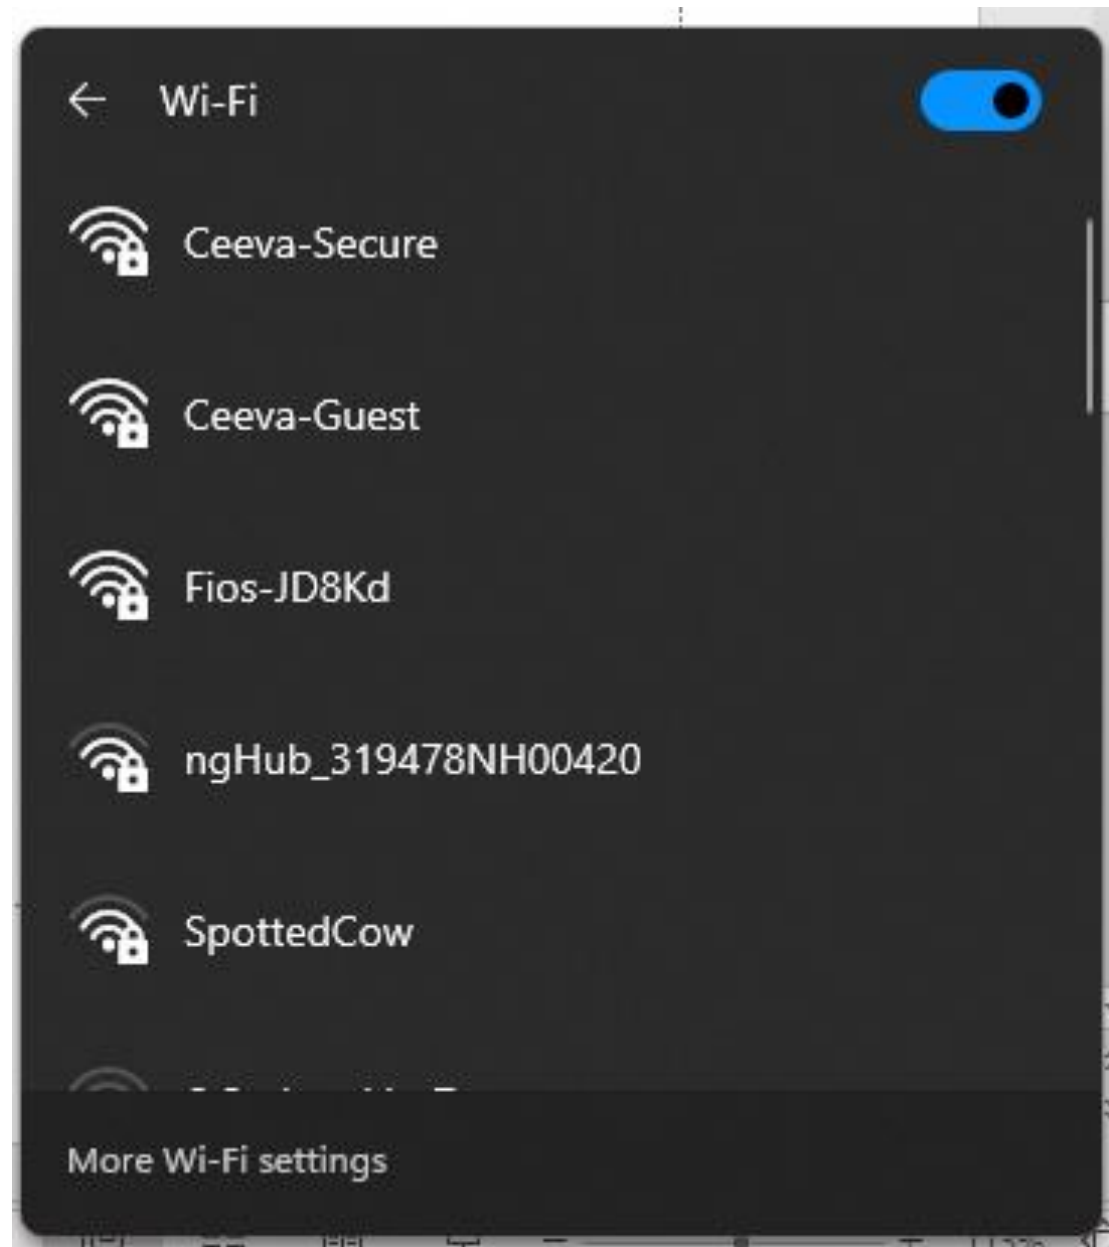 Wi-Fi
Ceeva-Secure
Ceeva-Guest
Fios-JD8Kd
ngHub_319478NH00420
SpottedCow
More Wi-Fi settings